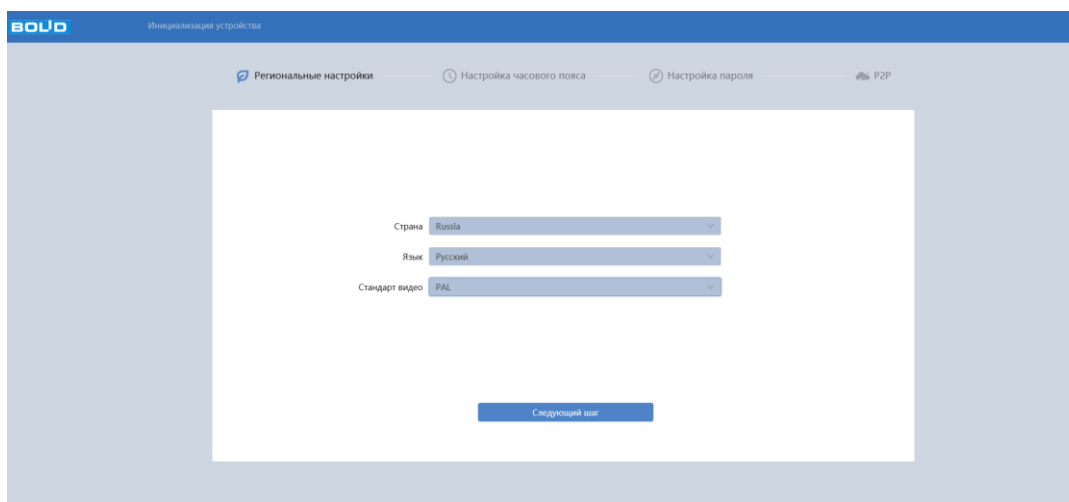 BOLID Инициализация устройства
Региональные настройки Настройка часового пояса Настройка пароля P2P
Страна Russia
Язык Русский
Стандарт видео PAL
Следующий шаг